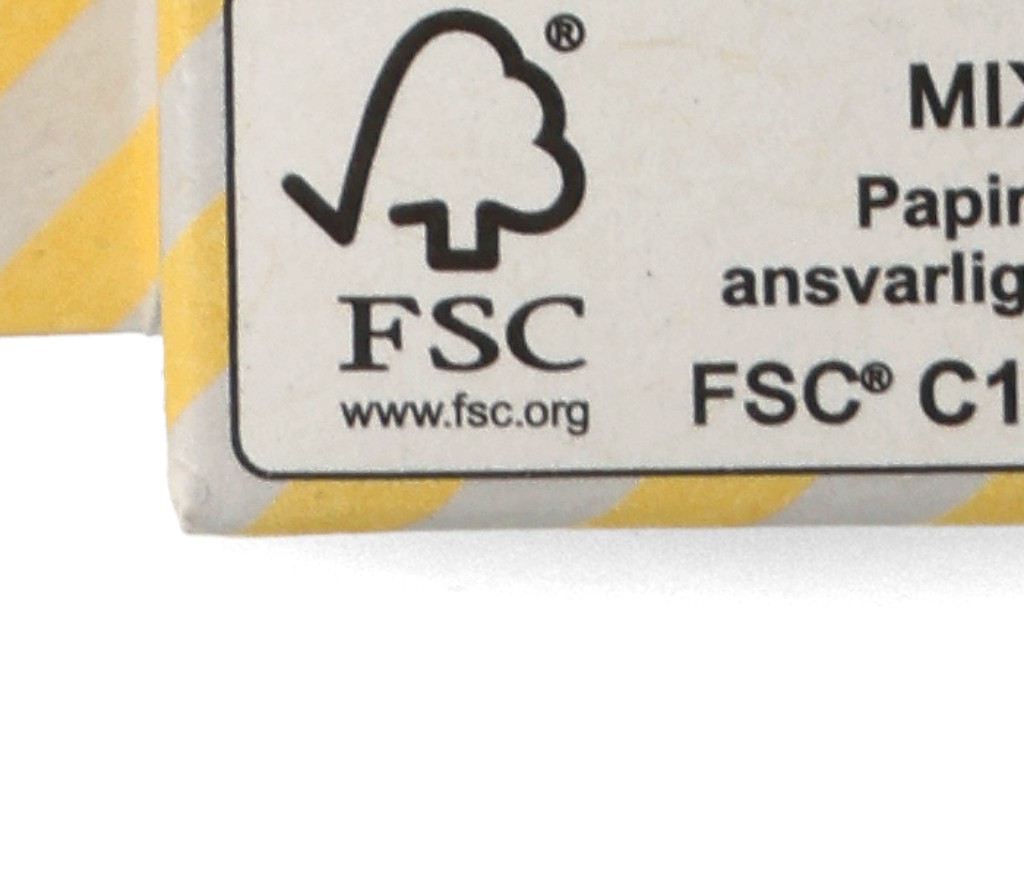 ®
MIX
Papir
ansvarlig
FSC
FSC® C1
www.fsc.org